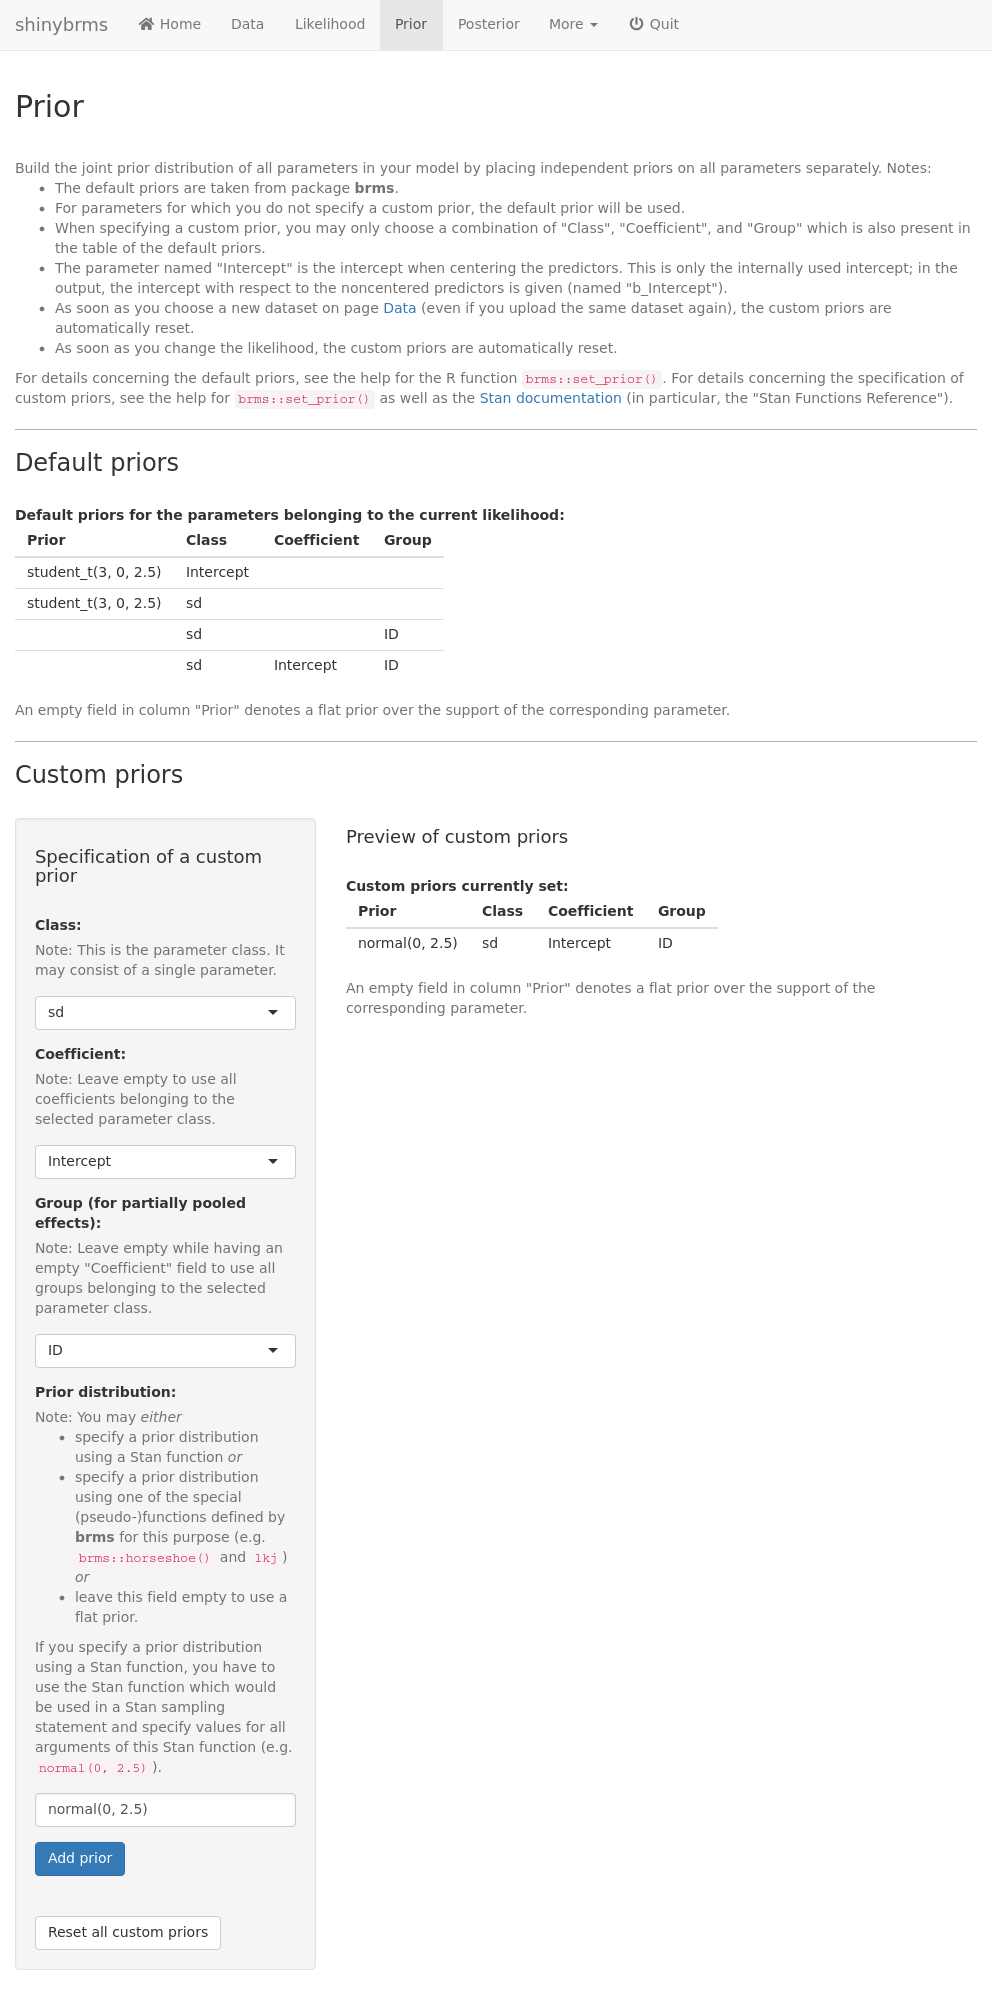 shinybrms Home Data Likelihood Prior Posterior More Quit
Prior
Build the joint prior distribution of all parameters in your model by placing independent priors on all parameters separately. Notes:
• The default priors are taken from package brms.
• For parameters for which you do not specify a custom prior, the default prior will be used.
• When specifying a custom prior, you may only choose a combination of "Class", "Coefficient", and "Group" which is also present in
the table of the default priors.
• The parameter named "Intercept" is the intercept when centering the predictors. This is only the internally used intercept; in the
output, the intercept with respect to the noncentered predictors is given (named "b_Intercept").
• As soon as you choose a new dataset on page Data (even if you upload the same dataset again), the custom priors are
automatically reset.
• As soon as you change the likelihood, the custom priors are automatically reset.
For details concerning the default priors, see the help for the R function brms::set_prior(). For details concerning the specification of
custom priors, see the help for brms::set_prior() as well as the Stan documentation (in particular, the "Stan Functions Reference").
Default priors
Default priors for the parameters belonging to the current likelihood:
Prior Class Coefficient Group
student_t(3, 0, 2.5) Intercept
student_t(3, 0, 2.5) sd
sd ID
sd Intercept ID
An empty field in column "Prior" denotes a flat prior over the support of the corresponding parameter.
Custom priors
Specification of a custom
prior
Class:
Note: This is the parameter class. It
may consist of a single parameter.
sd
Coefficient:
Note: Leave empty to use all
coefficients belonging to the
selected parameter class.
Intercept
Group (for partially pooled
effects):
Note: Leave empty while having an
empty "Coefficient" field to use all
groups belonging to the selected
parameter class.
ID
Prior distribution:
Note: You may either
• specify a prior distribution
using a Stan function or
• specify a prior distribution
using one of the special
(pseudo-)functions defined by
brms for this purpose (e.g.
brms::horseshoe() and lkj)
or
• leave this field empty to use a
flat prior.
If you specify a prior distribution
using a Stan function, you have to
use the Stan function which would
be used in a Stan sampling
statement and specify values for all
arguments of this Stan function (e.g.
normal(0, 2.5)).
normal(0, 2.5)
Add prior
Reset all custom priors
Preview of custom priors
Custom priors currently set:
Prior Class Coefficient Group
normal(0, 2.5) sd Intercept ID
An empty field in column "Prior" denotes a flat prior over the support of the
corresponding parameter.